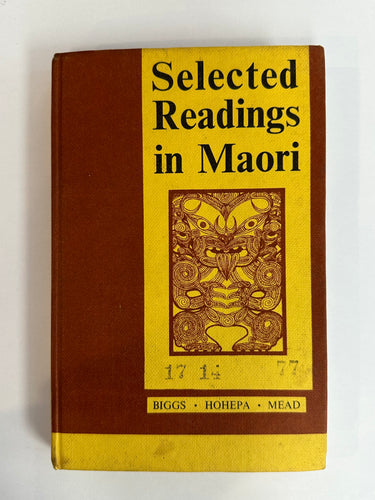 Selected
Readings
in Maori
17 14 77
BIGGS · HOHEPA · MEAD